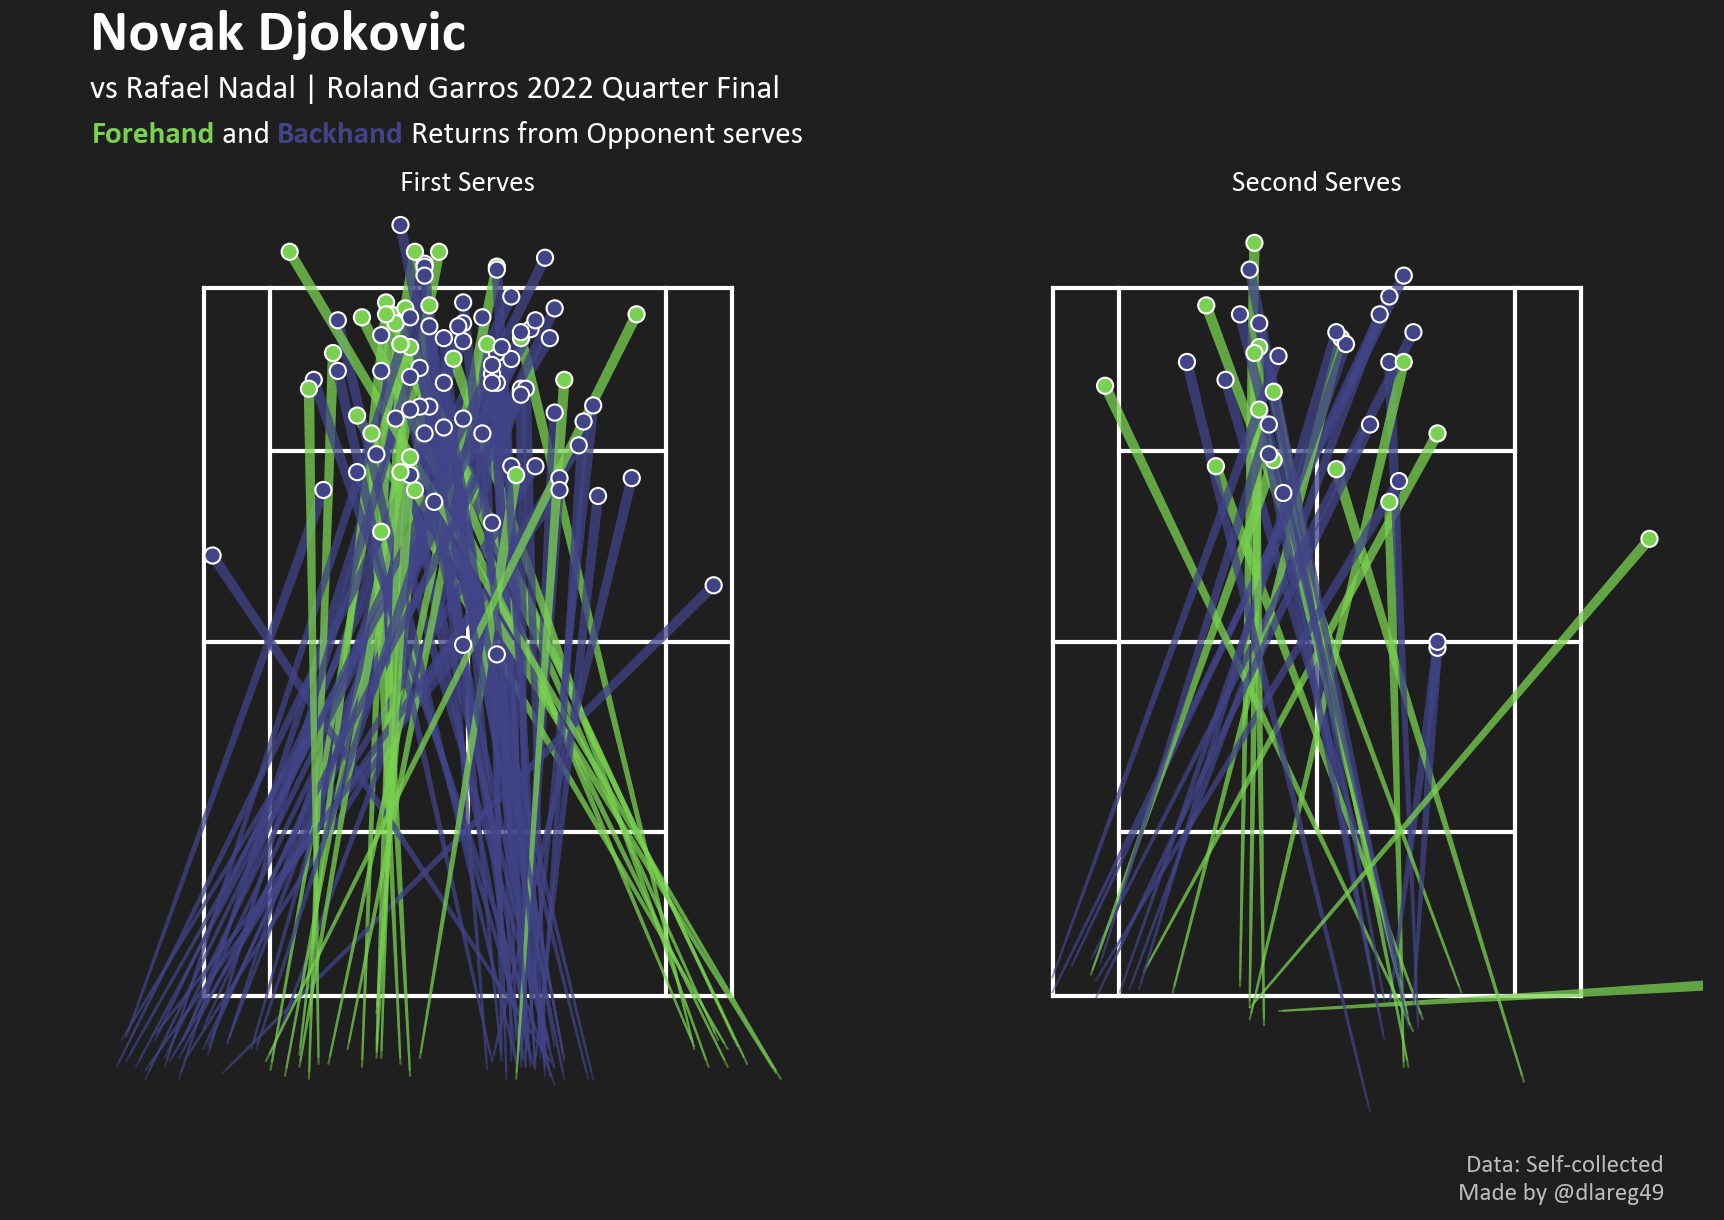 Novak Djokovic
vs Rafael Nadal | Roland Garros 2022 Quarter Final
Forehand and Backhand Returns from Opponent serves
First Serves
Second Serves
Data: Self-collected
Made by @dlareg49